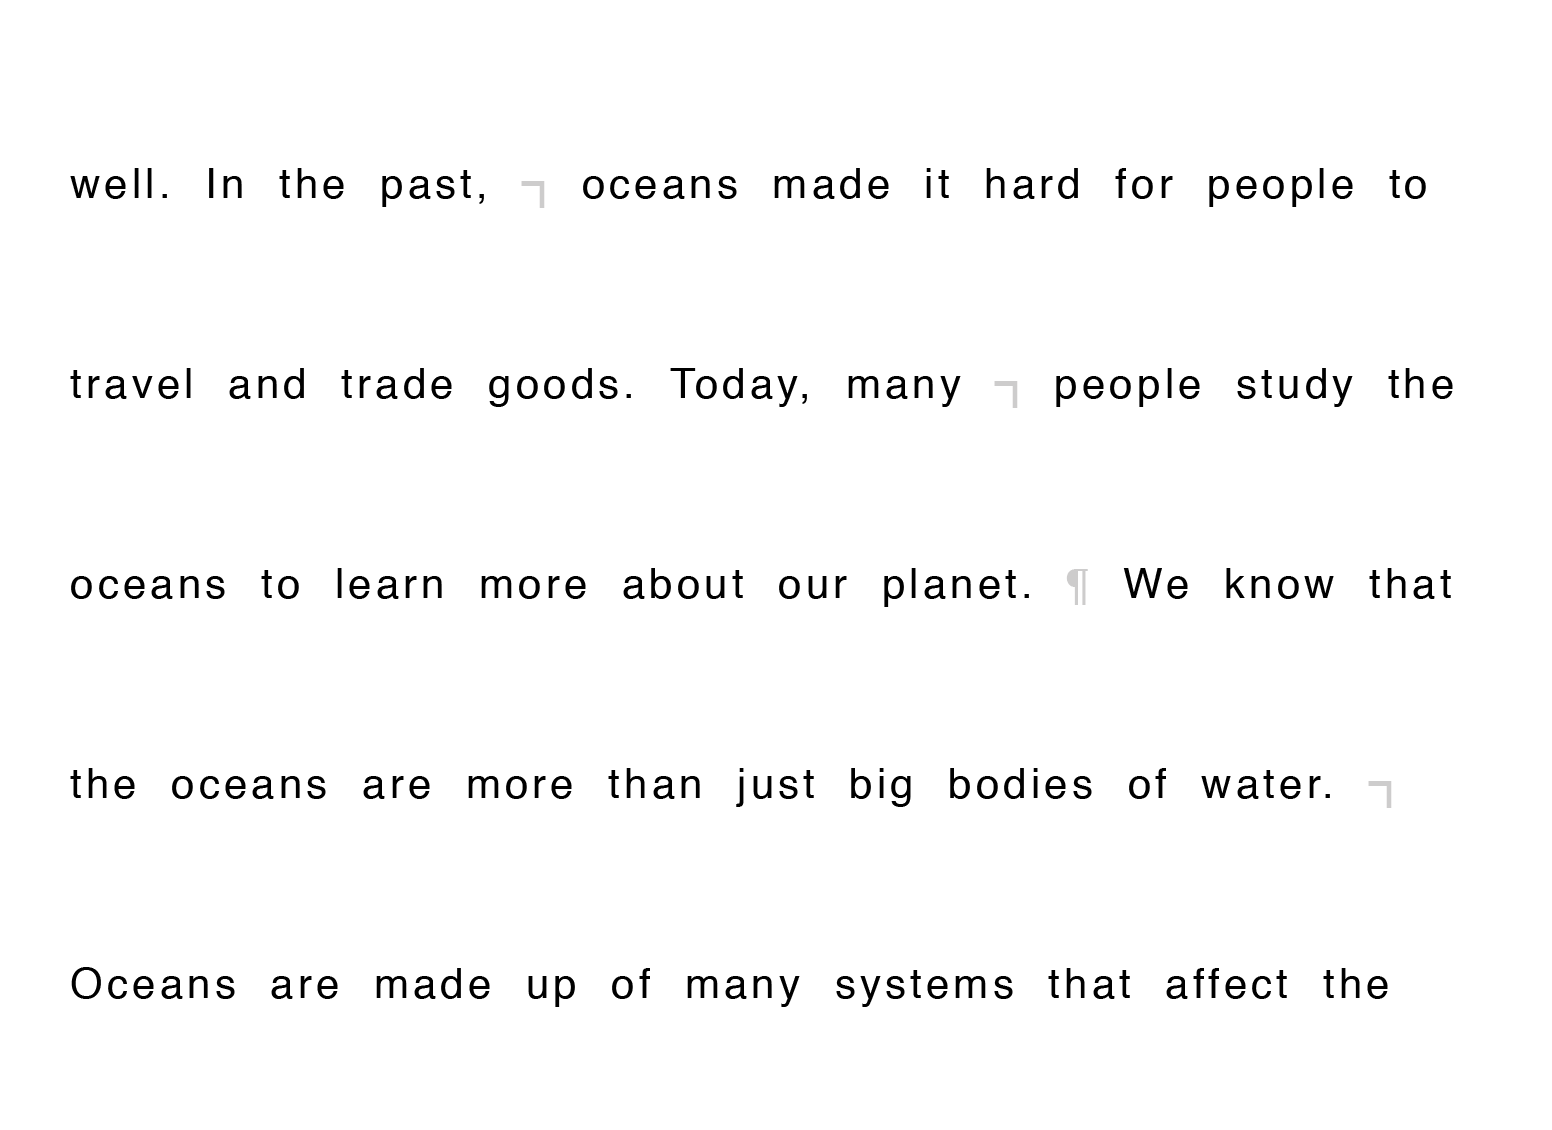 well. In the past, ¬ oceans made it hard for people to
travel and trade goods. Today, many ¬ people study the
oceans to learn more about our planet. ¶ We know that
the oceans are more than just big bodies of water. ¬
Oceans are made up of many systems that affect the